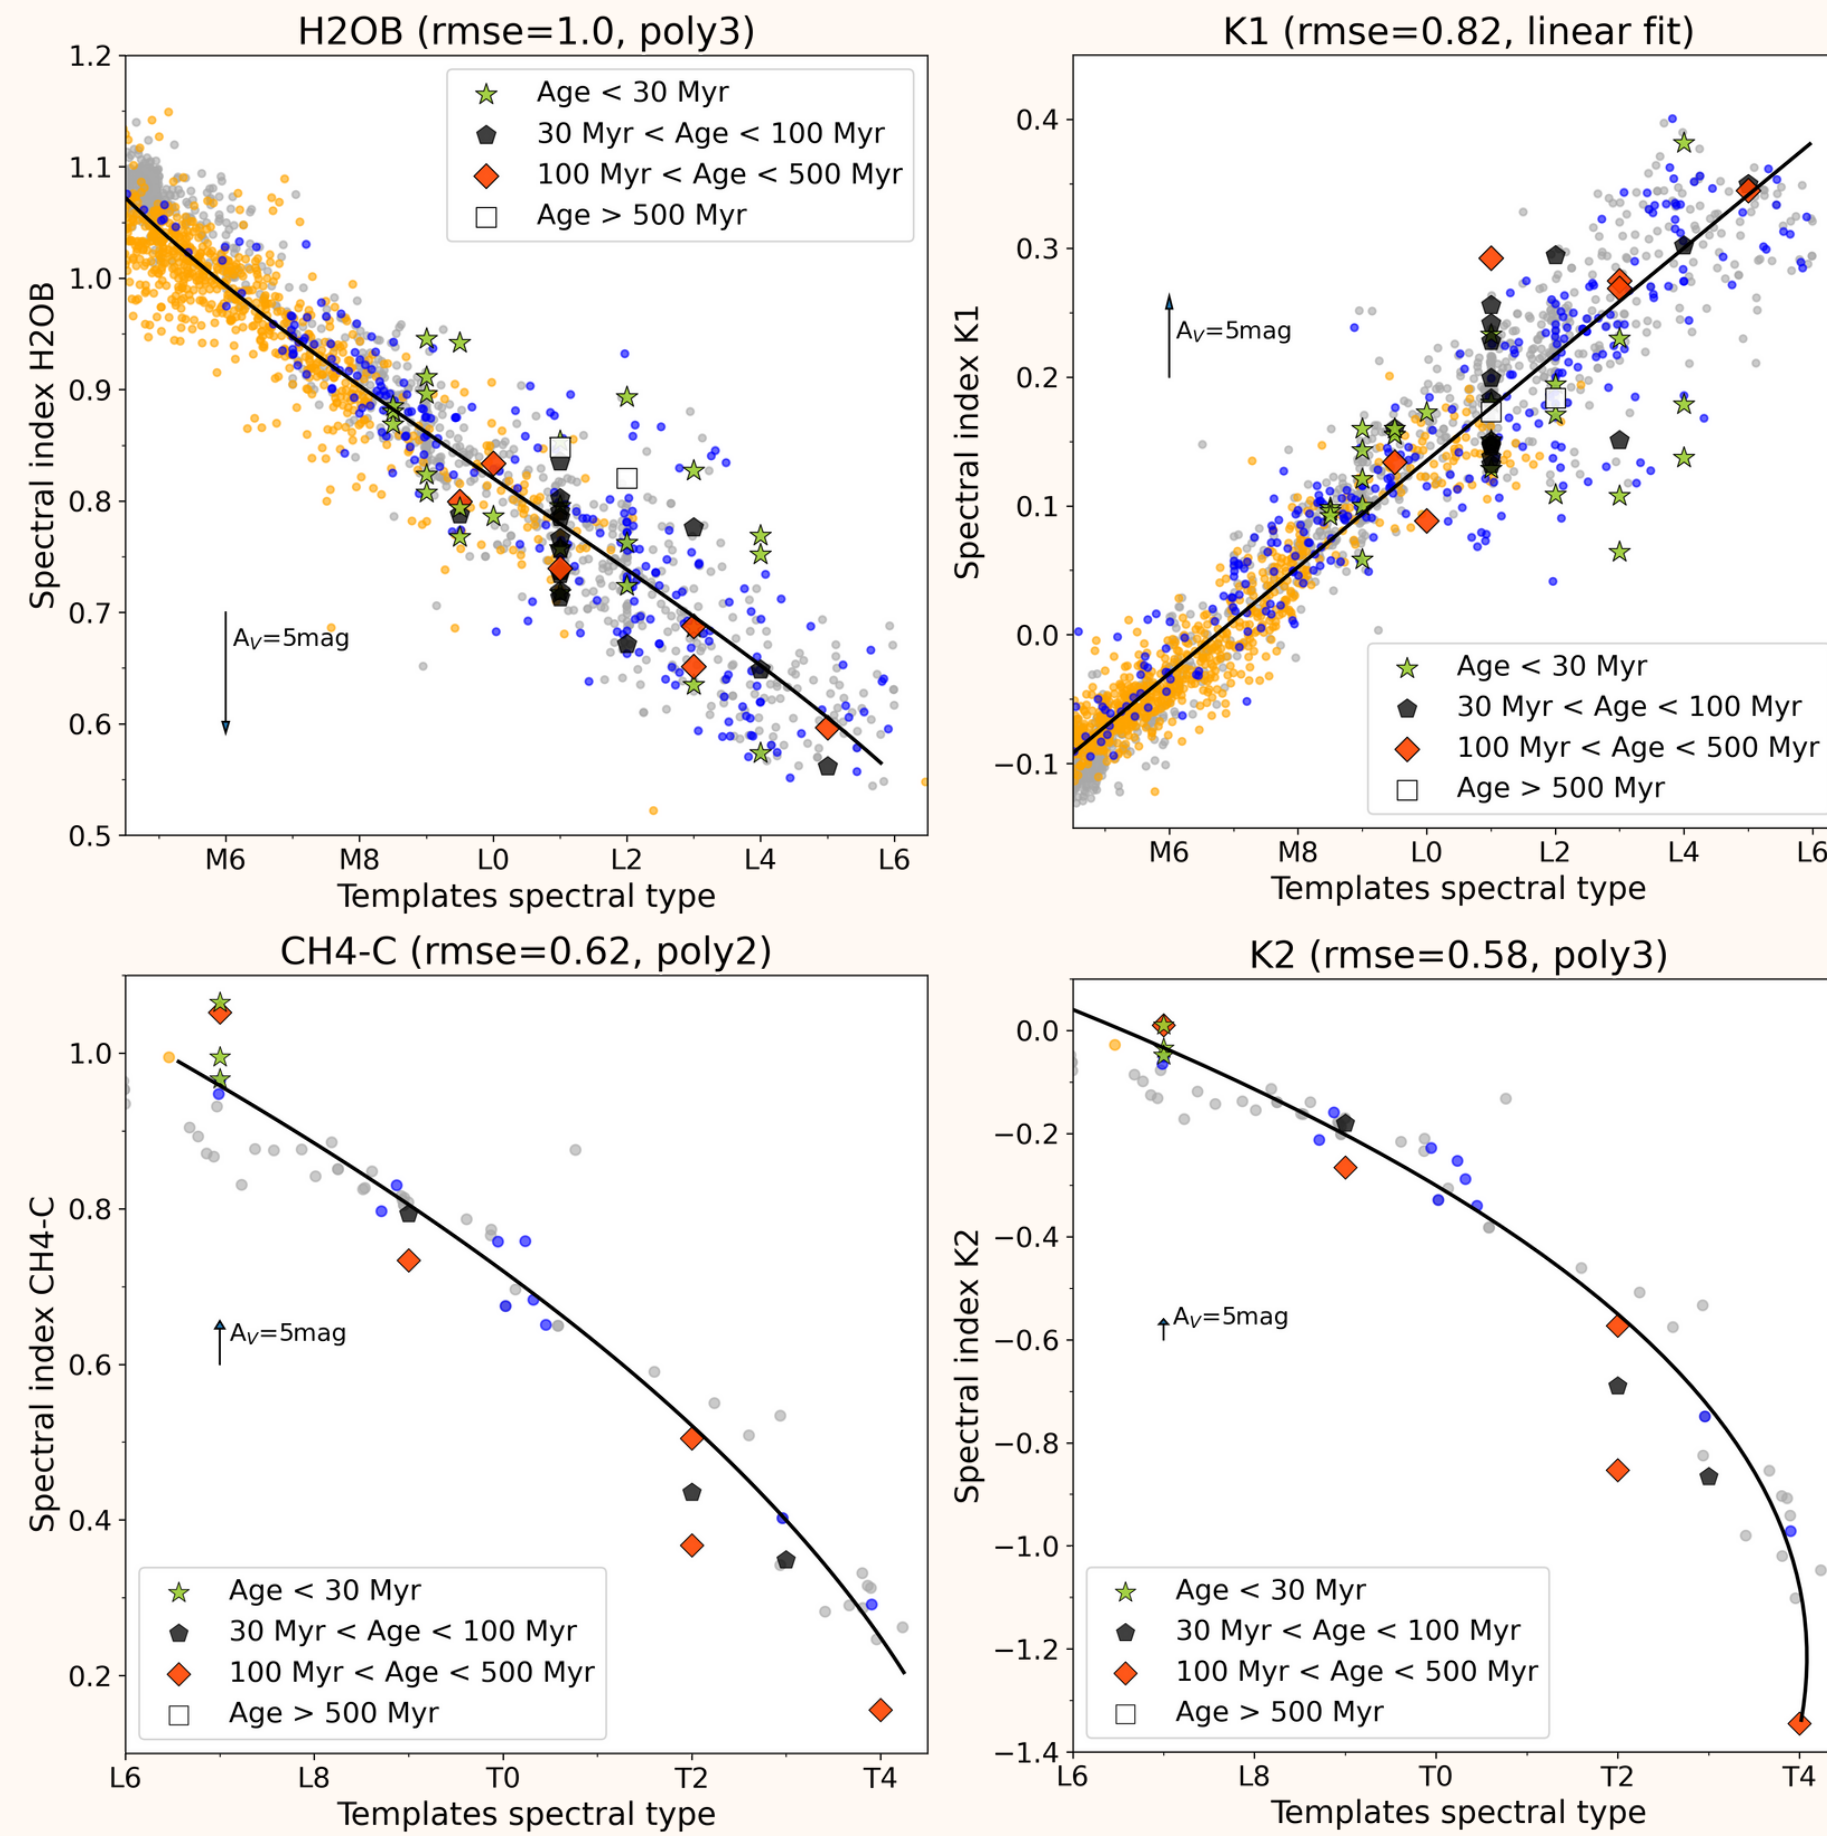 H2OB (rmse=1.0, poly3)
Spectral index H2OB
1.2
1.1
1.0
0.9
0.8
0.7
0.6
0.5
Age < 30 Myr
30 Myr < Age < 100 Myr
100 Myr < Age < 500 Myr
Age > 500 Myr
A_V=5mag
M6 M8 L0 L2 L4 L6
Templates spectral type
K1 (rmse=0.82, linear fit)
Spectral index K1
0.4
0.3
0.2
0.1
0.0
−0.1
A_V=5mag
Age < 30 Myr
30 Myr < Age < 100 Myr
100 Myr < Age < 500 Myr
Age > 500 Myr
M6 M8 L0 L2 L4 L6
Templates spectral type
CH4-C (rmse=0.62, poly2)
Spectral index CH4-C
1.0
0.8
0.6
0.4
0.2
A_V=5mag
Age < 30 Myr
30 Myr < Age < 100 Myr
100 Myr < Age < 500 Myr
Age > 500 Myr
L6 L8 T0 T2 T4
Templates spectral type
K2 (rmse=0.58, poly3)
Spectral index K2
0.0
−0.2
−0.4
−0.6
−0.8
−1.0
−1.2
−1.4
A_V=5mag
Age < 30 Myr
30 Myr < Age < 100 Myr
100 Myr < Age < 500 Myr
Age > 500 Myr
L6 L8 T0 T2 T4
Templates spectral type